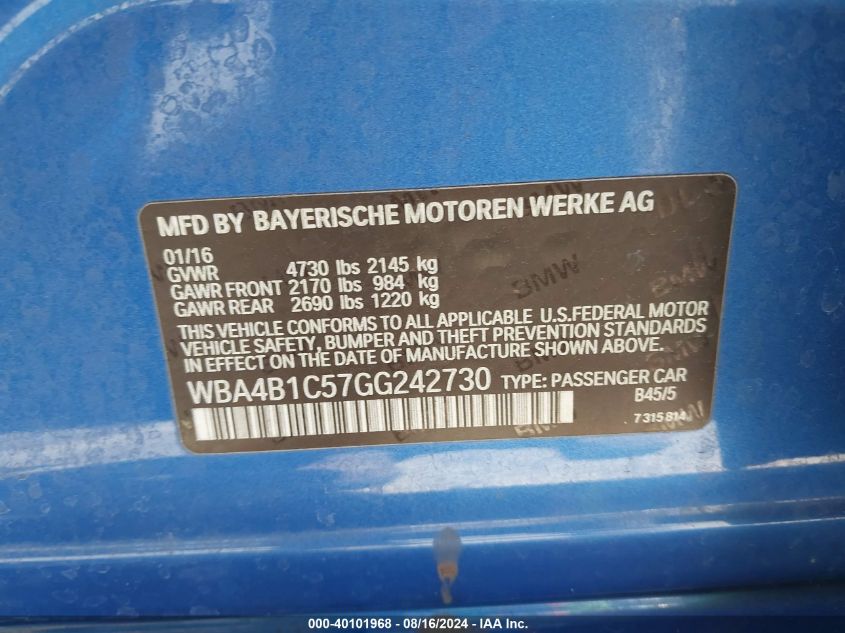 MFD BY BAYERISCHE MOTOREN WERKE AG
01/16
GVWR 4730 lbs 2145 kg
GAWR FRONT 2170 lbs 984 kg
GAWR REAR 2690 lbs 1220 kg
THIS VEHICLE CONFORMS TO ALL APPLICABLE U.S.FEDERAL MOTOR
VEHICLE SAFETY, BUMPER AND THEFT PREVENTION STANDARDS
IN EFFECT ON THE DATE OF MANUFACTURE SHOWN ABOVE.
WBA4B1C57GG242730 TYPE: PASSENGER CAR
B45/5
7 315 814
BMW
000-40101968 - 08/16/2024 - IAA Inc.